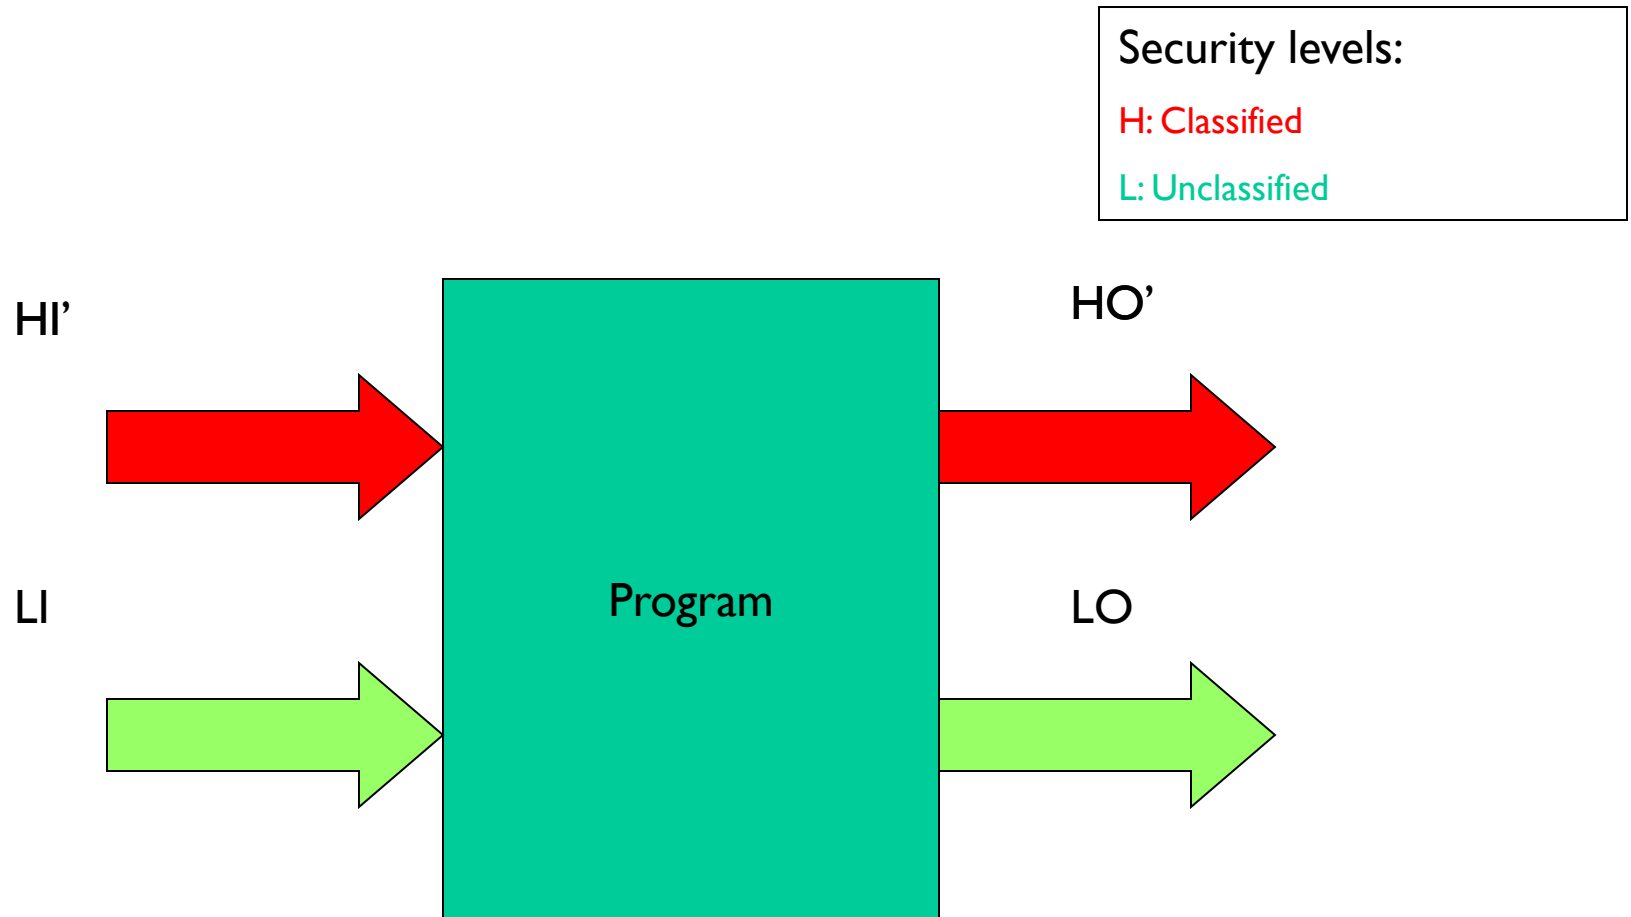 Security levels:
H: Classified
L: Unclassified
HI’
HO’
LI
Program
LO